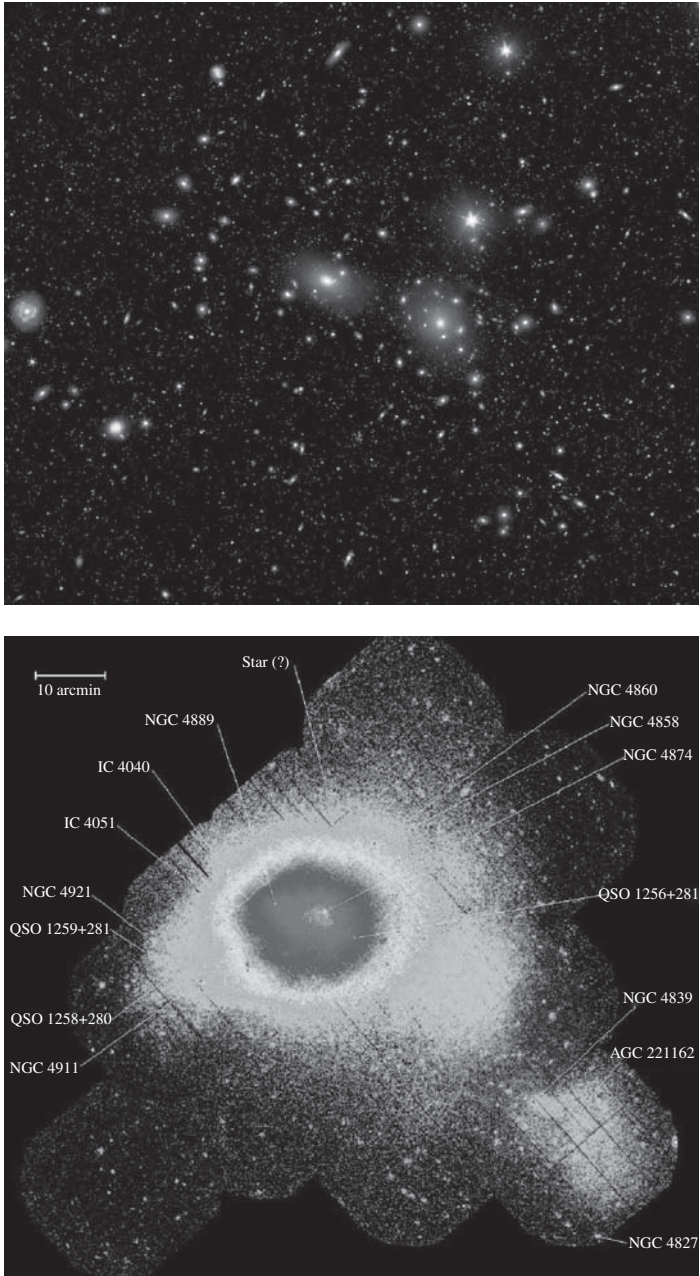 Star (?)
10 arcmin
NGC 4860
NGC 4889
NGC 4858
NGC 4874
IC 4040
IC 4051
NGC 4921
QSO 1256+281
QSO 1259+281
NGC 4839
QSO 1258+280
AGC 221162
NGC 4911
NGC 4827